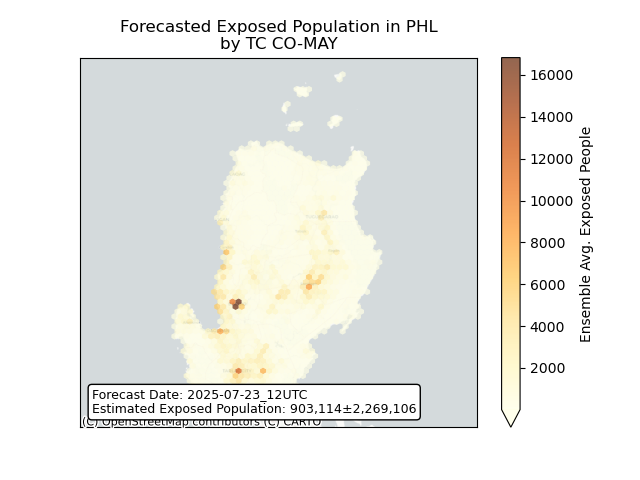 Forecasted Exposed Population in PHL
by TC CO-MAY
16000
14000
12000
10000
8000
6000
4000
2000
Ensemble Avg. Exposed People
Forecast Date: 2025-07-23_12UTC
Estimated Exposed Population: 903,114±2,269,106
(C) OpenStreetMap contributors (C) CARTO